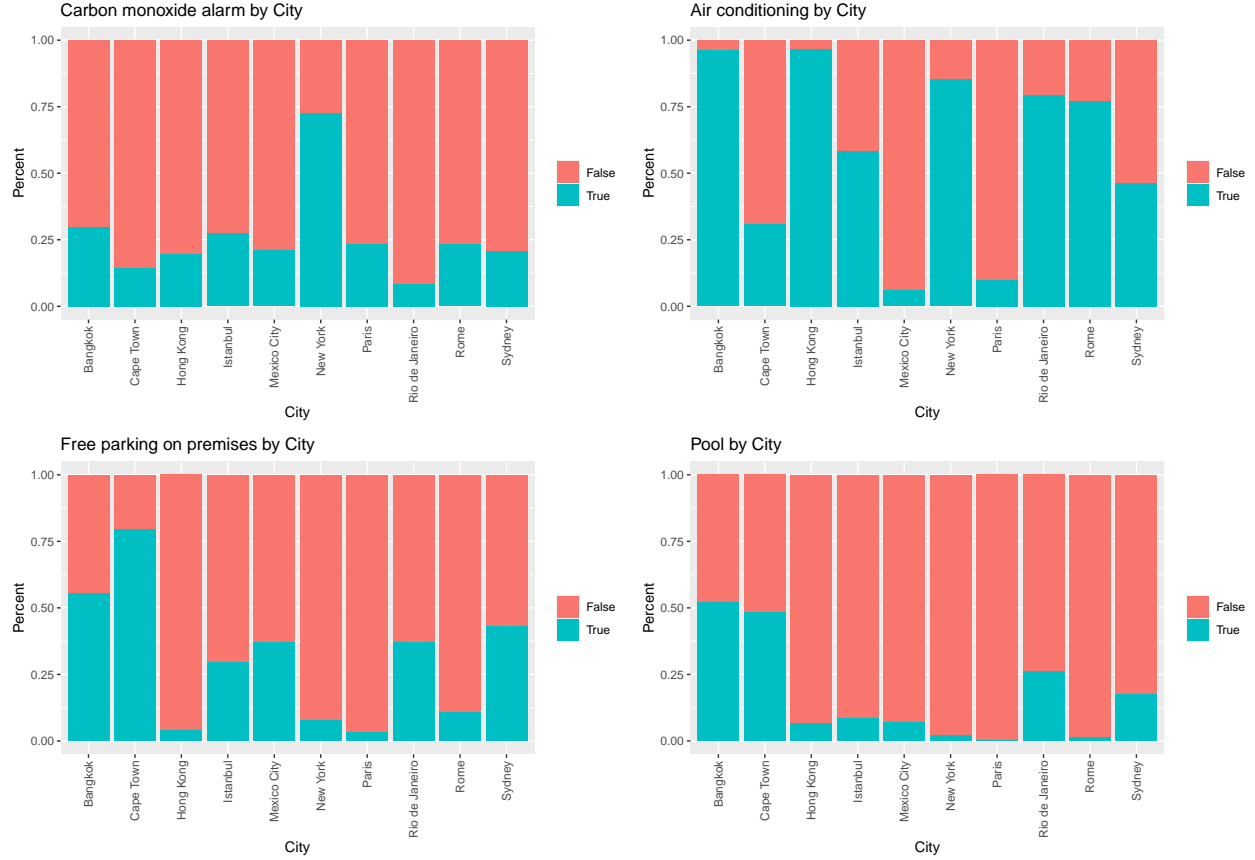 Carbon monoxide alarm by City
Percent
1.00
0.75
0.50
0.25
0.00
Bangkok
Cape Town
Hong Kong
Istanbul
Mexico City
New York
Paris
Rio de Janeiro
Rome
Sydney
City
False
True
Air conditioning by City
Percent
1.00
0.75
0.50
0.25
0.00
Bangkok
Cape Town
Hong Kong
Istanbul
Mexico City
New York
Paris
Rio de Janeiro
Rome
Sydney
City
False
True
Free parking on premises by City
Percent
1.00
0.75
0.50
0.25
0.00
Bangkok
Cape Town
Hong Kong
Istanbul
Mexico City
New York
Paris
Rio de Janeiro
Rome
Sydney
City
False
True
Pool by City
Percent
1.00
0.75
0.50
0.25
0.00
Bangkok
Cape Town
Hong Kong
Istanbul
Mexico City
New York
Paris
Rio de Janeiro
Rome
Sydney
City
False
True